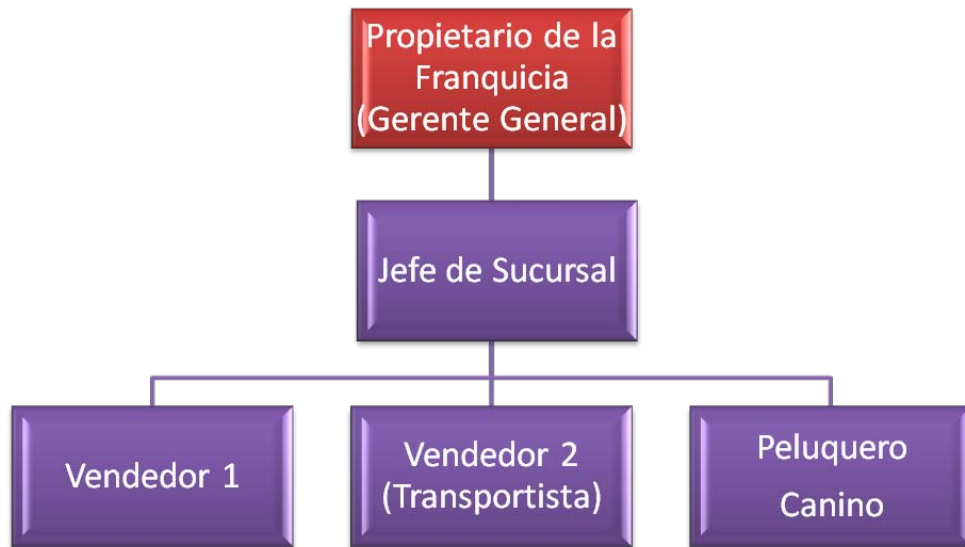 Propietario de la
Franquicia
(Gerente General)
Jefe de Sucursal
Vendedor 1
Vendedor 2
(Transportista)
Peluquero
Canino